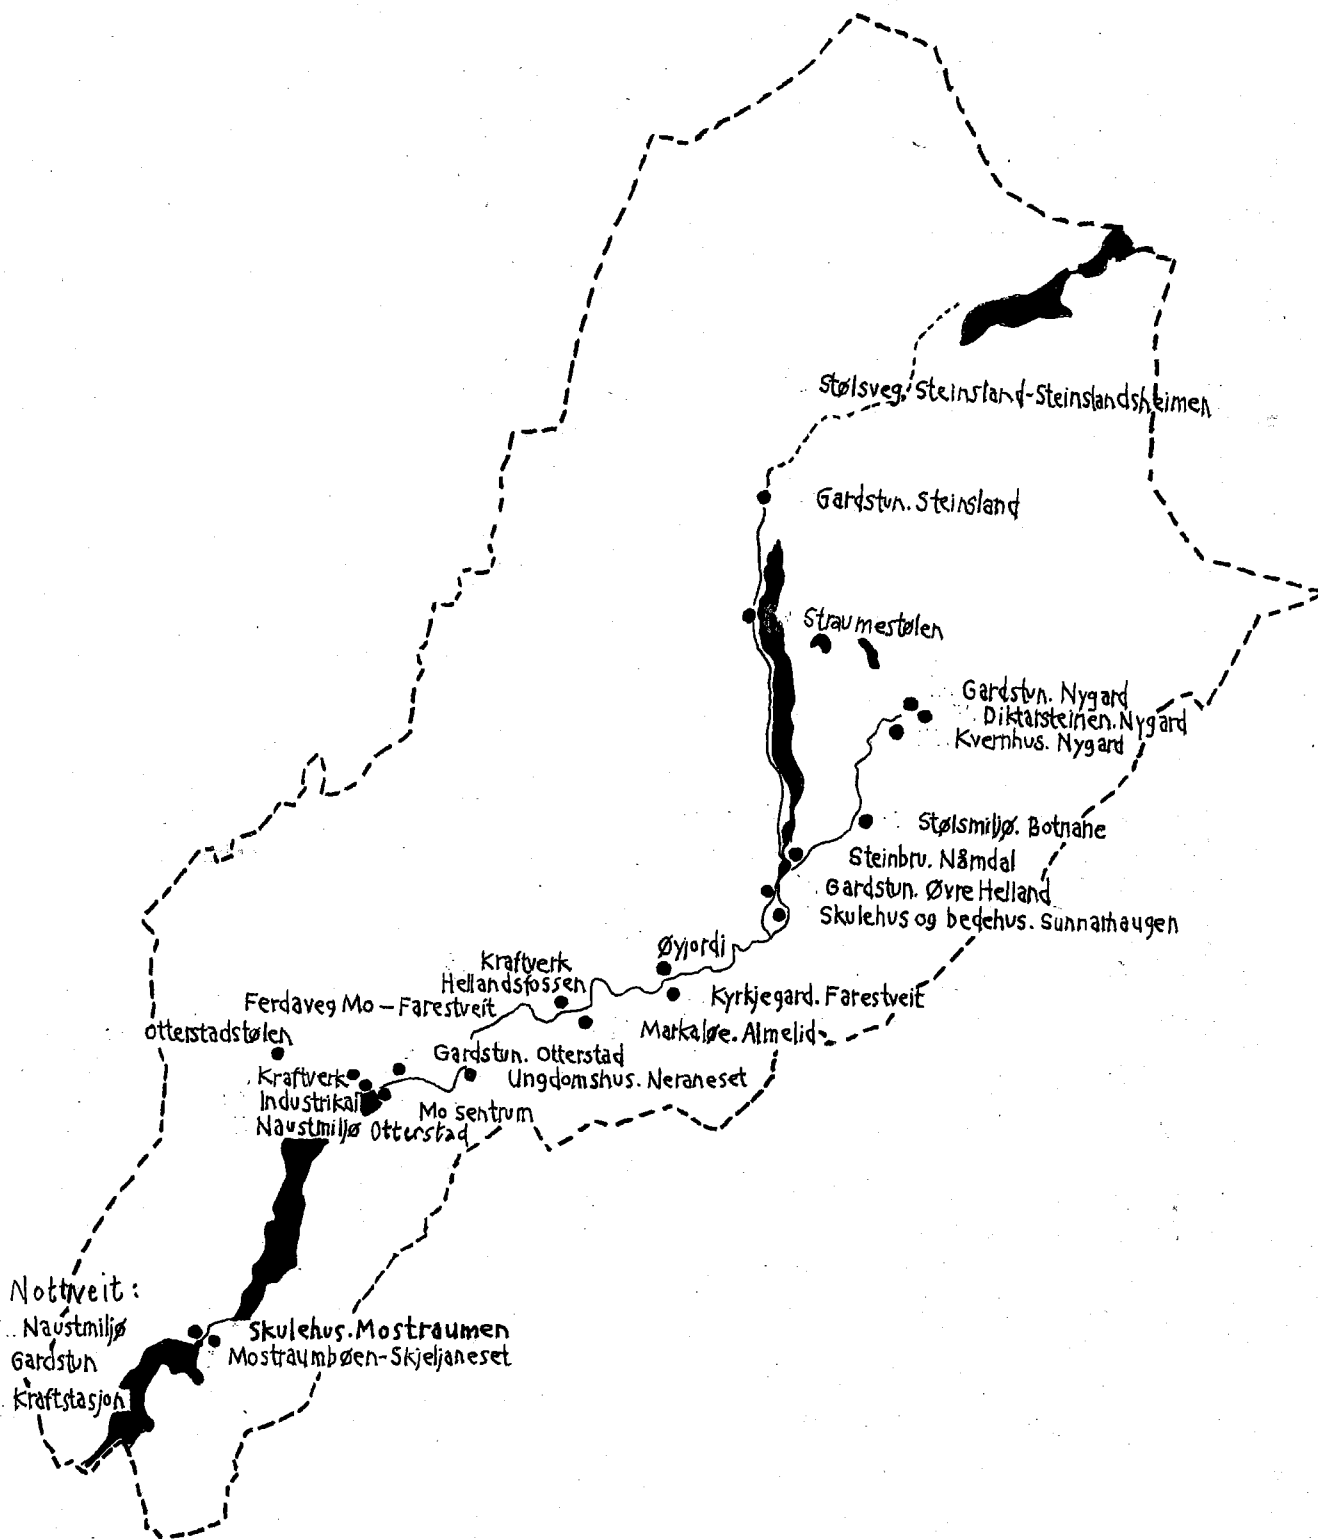 Stølsveg. Steinsland-Steinslandsheimen
Gardstun. Steinsland
Straumestølen
Gardstun. Nygard
Diktarsteinen. Nygard
Kvernhus. Nygard
Stølsmiljø. Botnane
Steinbru. Nåmdal
Gardstun. Øvre Helland
Skulehus og bedehus. Sunnarhaugen
Øyjordi
Kraftverk
Hellandsfossen
Kyrkjegard. Farestveit
Ferdaveg Mo - Farestveit
Markaløe. Almelid
Otterstadstølen
Gardstun. Otterstad
Kraftverk
Ungdomshus. Neraneset
Industrikai
Mo sentrum
Naustmiljø Otterstad
Nottveit:
Naustmiljø
Gardstun
Kraftstasjon
Skulehus. Mostraumen
Mostraumbøen-Skjeljaneset